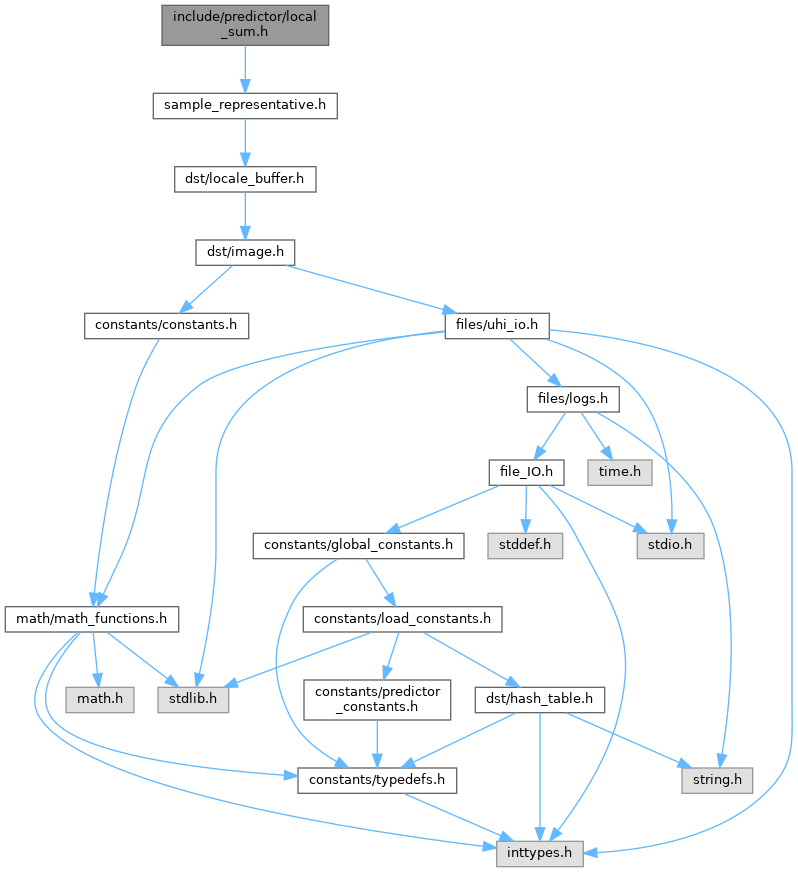 include/predictor/local
_sum.h
sample_representative.h
dst/locale_buffer.h
dst/image.h
constants/constants.h
files/uhi_io.h
files/logs.h
file_IO.h
time.h
constants/global_constants.h
stddef.h
stdio.h
math/math_functions.h
constants/load_constants.h
math.h
stdlib.h
constants/predictor
_constants.h
dst/hash_table.h
constants/typedefs.h
string.h
inttypes.h